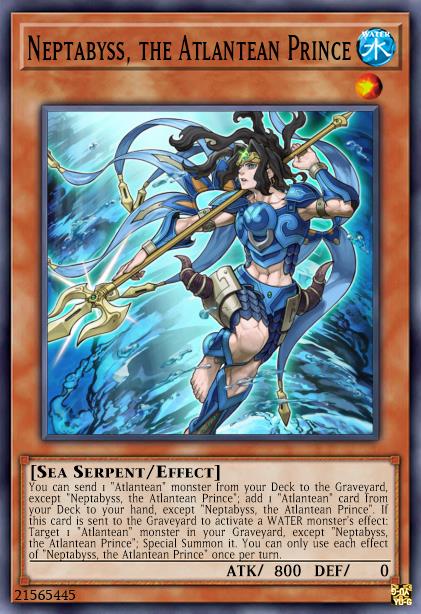 Neptabyss, the Atlantean Prince
WATER
水
[Sea Serpent/Effect]
You can send 1 "Atlantean" monster from your Deck to the Graveyard,
except "Neptabyss, the Atlantean Prince"; add 1 "Atlantean" card from
your Deck to your hand, except "Neptabyss, the Atlantean Prince". If
this card is sent to the Graveyard to activate a WATER monster's effect:
Target 1 "Atlantean" monster in your Graveyard, except "Neptabyss,
the Atlantean Prince"; Special Summon it. You can only use each effect
of "Neptabyss, the Atlantean Prince" once per turn.
ATK/ 800 DEF/ 0
21565445